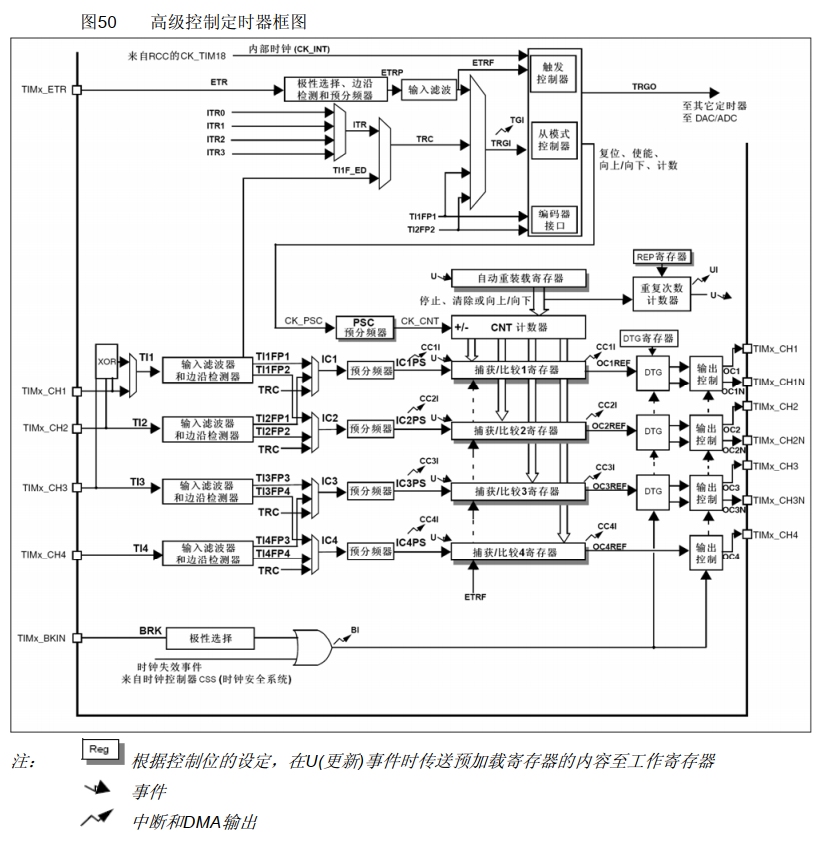 图50 高级控制定时器框图
来自RCC的CK_TIM18 内部时钟 (CK_INT)
TIMx_ETR ETR 极性选择、边沿
检测和预分频器 ETRP 输入滤波 ETRF 触发
控制器 TRGO
至其它定时器
至 DAC/ADC
ITR0
ITR1
ITR2
ITR3
ITR
TRC
TI1F_ED
TGI
TRGI
从模式
控制器
复位、使能、
向上/向下、计数
TI1FP1
TI2FP2
编码器
接口
REP寄存器
U 自动重装载寄存器
停止、清除或向上/向下
重复次数
计数器
UI
U
CK_PSC PSC
预分频器 CK_CNT +/- CNT 计数器
DTG寄存器
XOR TI1 输入滤波器
和边沿检测器 TI1FP1
TI1FP2
TRC IC1 预分频器 IC1PS CC1I
U 捕获/比较1寄存器 CC1I
OC1REF DTG 输出
控制 OC1
OC1N
TIMx_CH1
TIMx_CH1N
TIMx_CH1
TIMx_CH2 TI2 输入滤波器
和边沿检测器 TI2FP1
TI2FP2
TRC IC2 预分频器 IC2PS CC2I
U 捕获/比较2寄存器 CC2I
OC2REF DTG 输出
控制 OC2
OC2N
TIMx_CH2
TIMx_CH2N
TIMx_CH3 TI3 输入滤波器
和边沿检测器 TI3FP3
TI3FP4
TRC IC3 预分频器 IC3PS CC3I
U 捕获/比较3寄存器 CC3I
OC3REF DTG 输出
控制 OC3
OC3N
TIMx_CH3
TIMx_CH3N
TIMx_CH4 TI4 输入滤波器
和边沿检测器 TI4FP3
TI4FP4
TRC IC4 预分频器 IC4PS CC4I
U 捕获/比较4寄存器 CC4I
OC4REF 输出
控制 OC4
TIMx_CH4
ETRF
TIMx_BKIN BRK 极性选择 BI
时钟失效事件
来自时钟控制器 CSS (时钟安全系统)
注： Reg 根据控制位的设定，在U(更新)事件时传送预加载寄存器的内容至工作寄存器
事件
中断和DMA输出